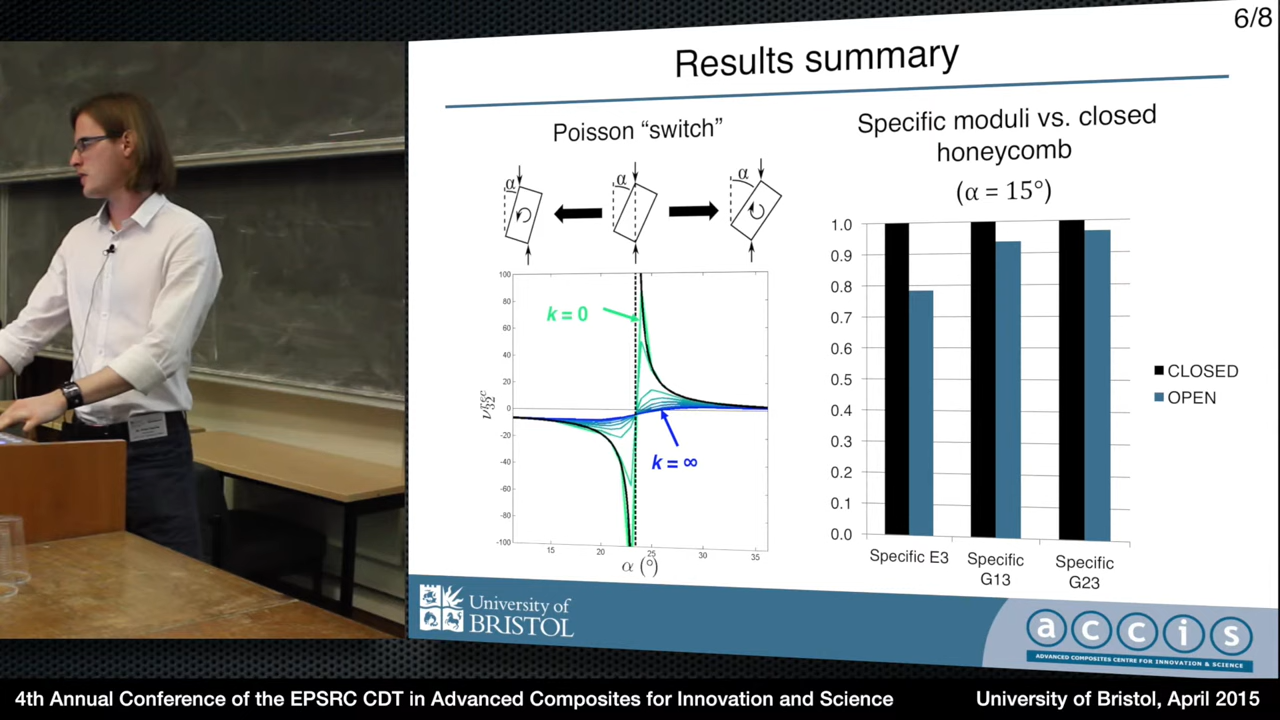 6/8
Results summary
Poisson “switch”
Specific moduli vs. closed
honeycomb
(α = 15°)
α
α
α
100
80
60
40
20
0
-20
-40
-60
-80
-100
k = 0
k = ∞
15
20
25
30
35
α (°)
1.0
0.9
0.8
0.7
0.6
0.5
0.4
0.3
0.2
0.1
0.0
Specific E3
Specific
G13
Specific
G23
CLOSED
OPEN
University of
BRISTOL
accis
ADVANCED COMPOSITES CENTRE FOR INNOVATION & SCIENCE
4th Annual Conference of the EPSRC CDT in Advanced Composites for Innovation and Science
University of Bristol, April 2015